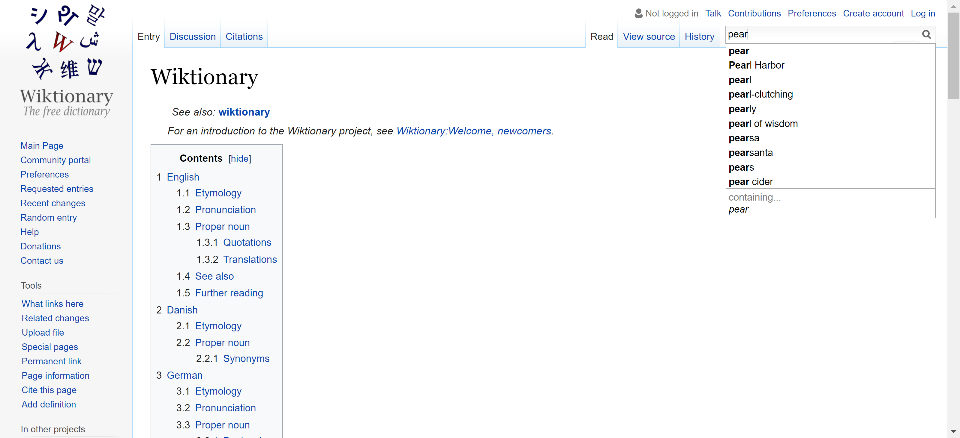 Not logged in Talk Contributions Preferences Create account Log in
Entry Discussion Citations Read View source History pear
シ या 말
λ W ش
维 ש
Wiktionary
The free dictionary
Main Page
Community portal
Preferences
Requested entries
Recent changes
Random entry
Help
Donations
Contact us
Tools
What links here
Related changes
Upload file
Special pages
Permanent link
Page information
Cite this page
Add definition
In other projects
Wiktionary
See also: wiktionary
For an introduction to the Wiktionary project, see Wiktionary:Welcome, newcomers.
Contents [hide]
1 English
1.1 Etymology
1.2 Pronunciation
1.3 Proper noun
1.3.1 Quotations
1.3.2 Translations
1.4 See also
1.5 Further reading
2 Danish
2.1 Etymology
2.2 Proper noun
2.2.1 Synonyms
3 German
3.1 Etymology
3.2 Pronunciation
3.3 Proper noun
pear
Pearl Harbor
pearl
pearl-clutching
pearly
pearl of wisdom
pearsa
pearsanta
pears
pear cider
containing...
pear